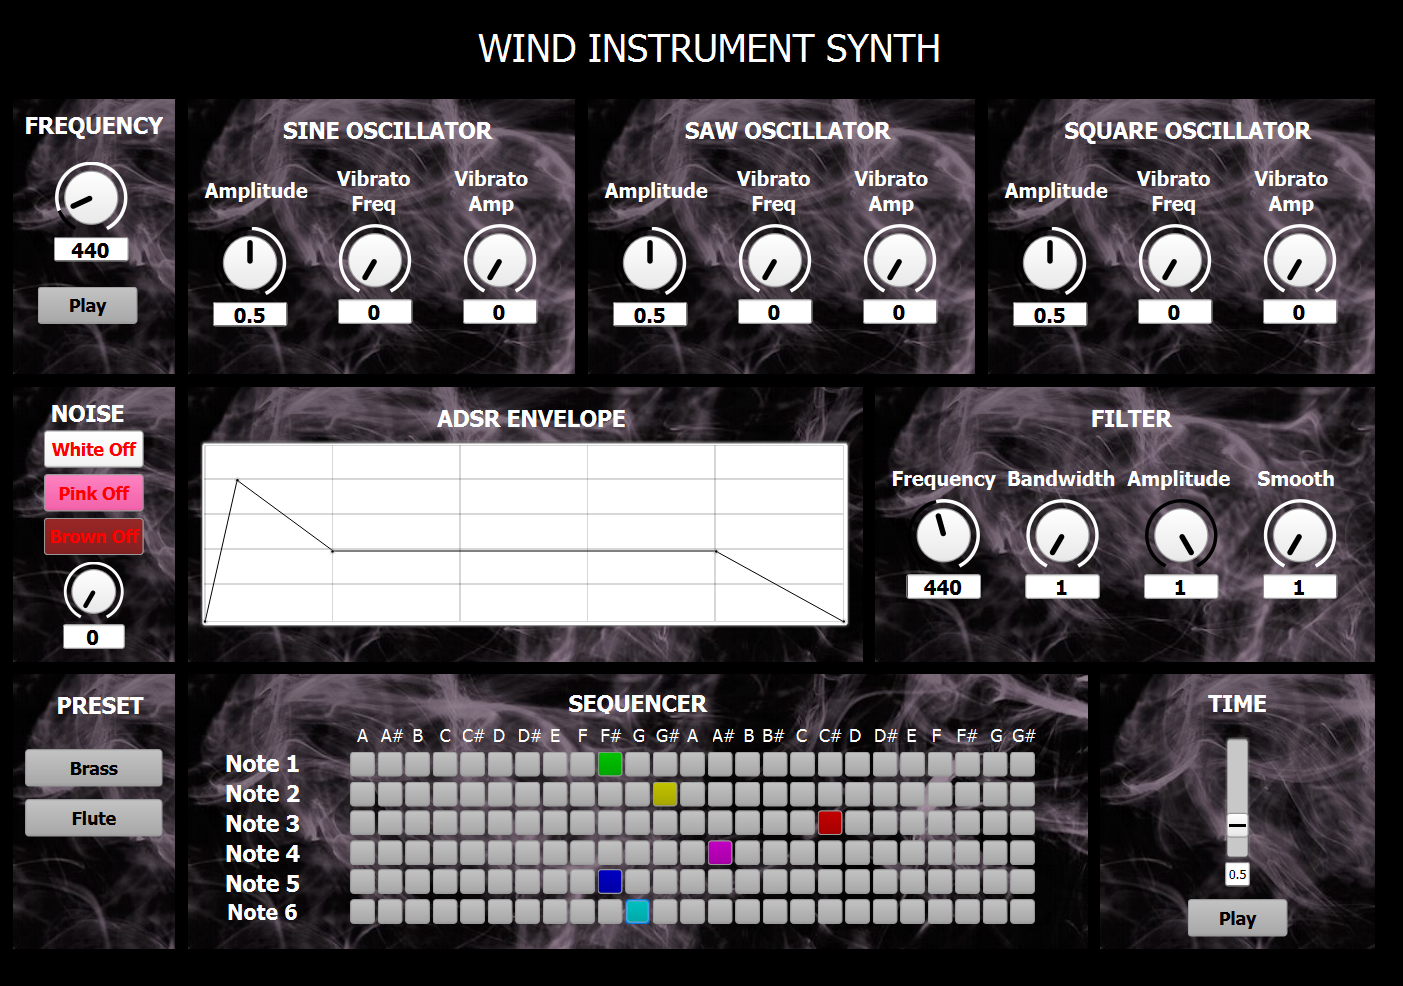 WIND INSTRUMENT SYNTH
FREQUENCY
440
Play
SINE OSCILLATOR
Amplitude
Vibrato
Freq
Vibrato
Amp
0.5
0
0
SAW OSCILLATOR
Amplitude
Vibrato
Freq
Vibrato
Amp
0.5
0
0
SQUARE OSCILLATOR
Amplitude
Vibrato
Freq
Vibrato
Amp
0.5
0
0
NOISE
White Off
Pink Off
Brown Off
0
ADSR ENVELOPE
FILTER
Frequency Bandwidth Amplitude Smooth
440 1 1 1
PRESET
Brass
Flute
SEQUENCER
A A# B C C# D D# E F F# G G# A A# B B# C C# D D# E F F# G G#
Note 1
Note 2
Note 3
Note 4
Note 5
Note 6
TIME
0.5
Play